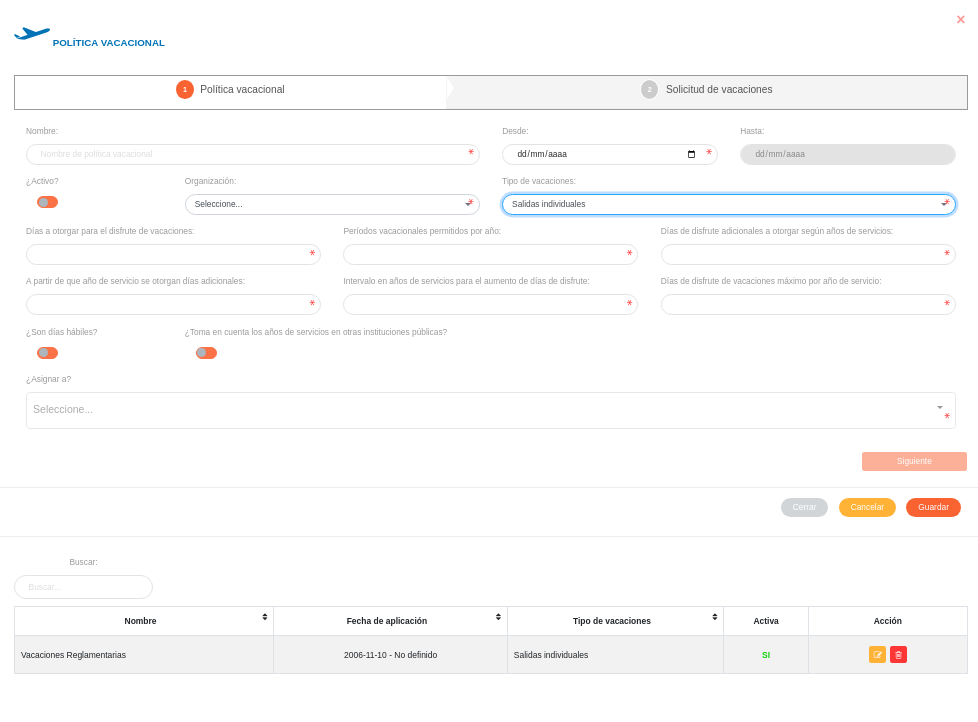 ×
POLÍTICA VACACIONAL
1 Política vacacional 2 Solicitud de vacaciones
Nombre: Desde: Hasta:
Nombre de política vacacional * dd/mm/aaaa * dd/mm/aaaa
¿Activo? Organización: Tipo de vacaciones:
Seleccione... * Salidas individuales *
Días a otorgar para el disfrute de vacaciones: Períodos vacacionales permitidos por año: Días de disfrute adicionales a otorgar según años de servicios:
* * *
A partir de que año de servicio se otorgan días adicionales: Intervalo en años de servicios para el aumento de días de disfrute: Días de disfrute de vacaciones máximo por año de servicio:
* * *
¿Son días hábiles? ¿Toma en cuenta los años de servicios en otras instituciones públicas?
¿Asignar a?
Seleccione... *
Siguiente
Cerrar Cancelar Guardar
Buscar:
Buscar...
Nombre Fecha de aplicación Tipo de vacaciones Activa Acción
Vacaciones Reglamentarias 2006-11-10 - No definido Salidas individuales SI